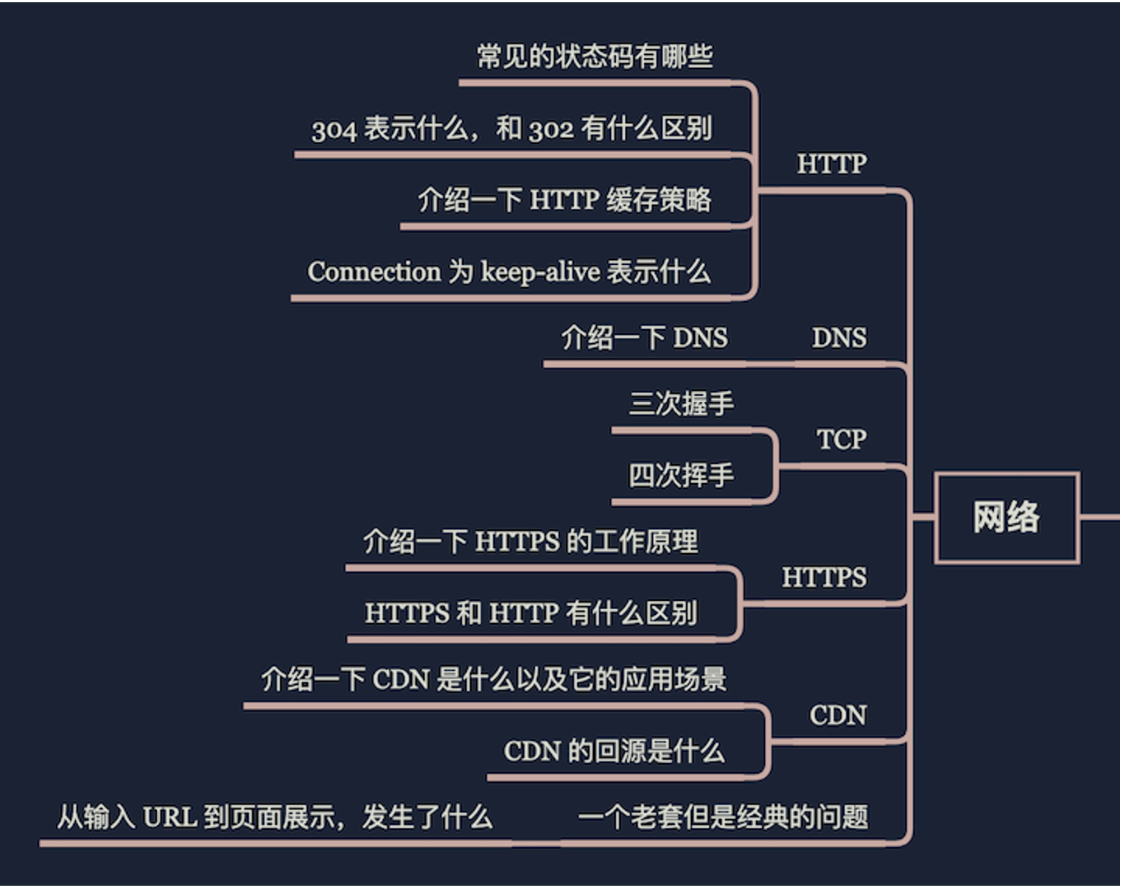 常见的状态码有哪些
304 表示什么，和 302 有什么区别
HTTP
介绍一下 HTTP 缓存策略
Connection 为 keep-alive 表示什么
介绍一下 DNS
DNS
三次握手
TCP
四次挥手
网络
介绍一下 HTTPS 的工作原理
HTTPS
HTTPS 和 HTTP 有什么区别
介绍一下 CDN 是什么以及它的应用场景
CDN
CDN 的回源是什么
从输入 URL 到页面展示，发生了什么
一个老套但是经典的问题